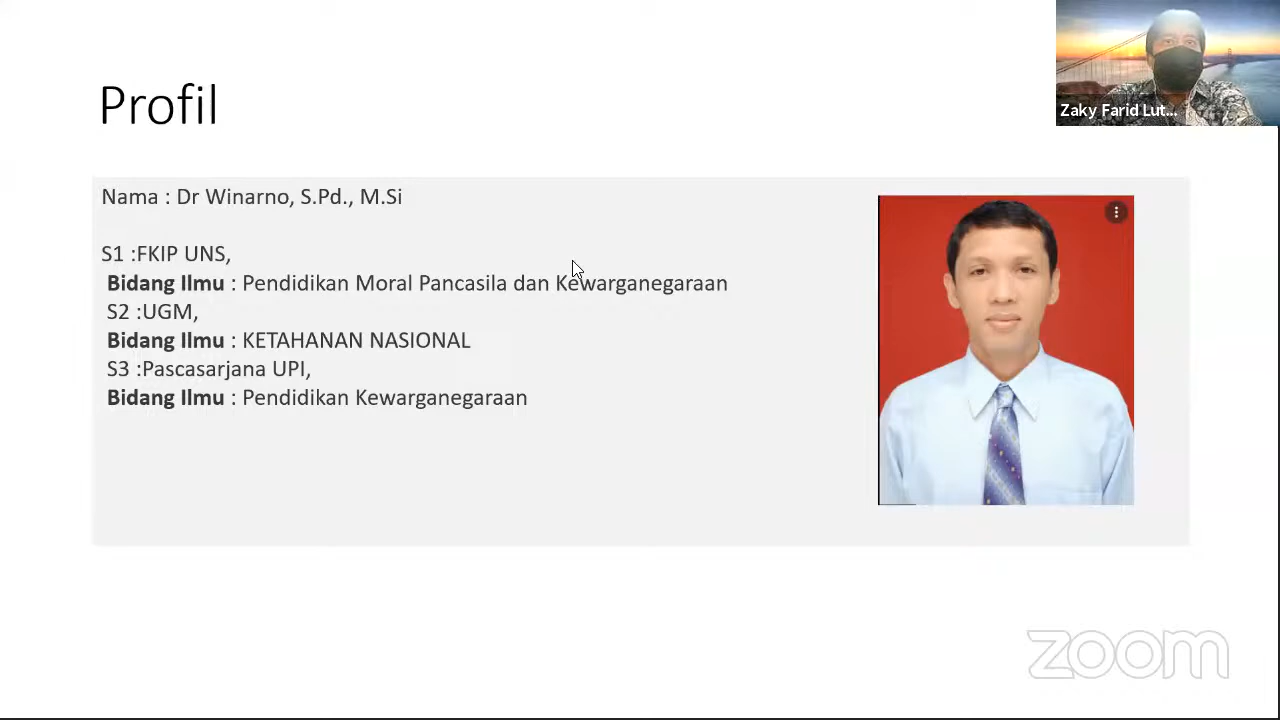 Profil
Zaky Farid Lut...
Nama : Dr Winarno, S.Pd., M.Si
S1 :FKIP UNS,
Bidang Ilmu : Pendidikan Moral Pancasila dan Kewarganegaraan
S2 :UGM,
Bidang Ilmu : KETAHANAN NASIONAL
S3 :Pascasarjana UPI,
Bidang Ilmu : Pendidikan Kewarganegaraan
zoom